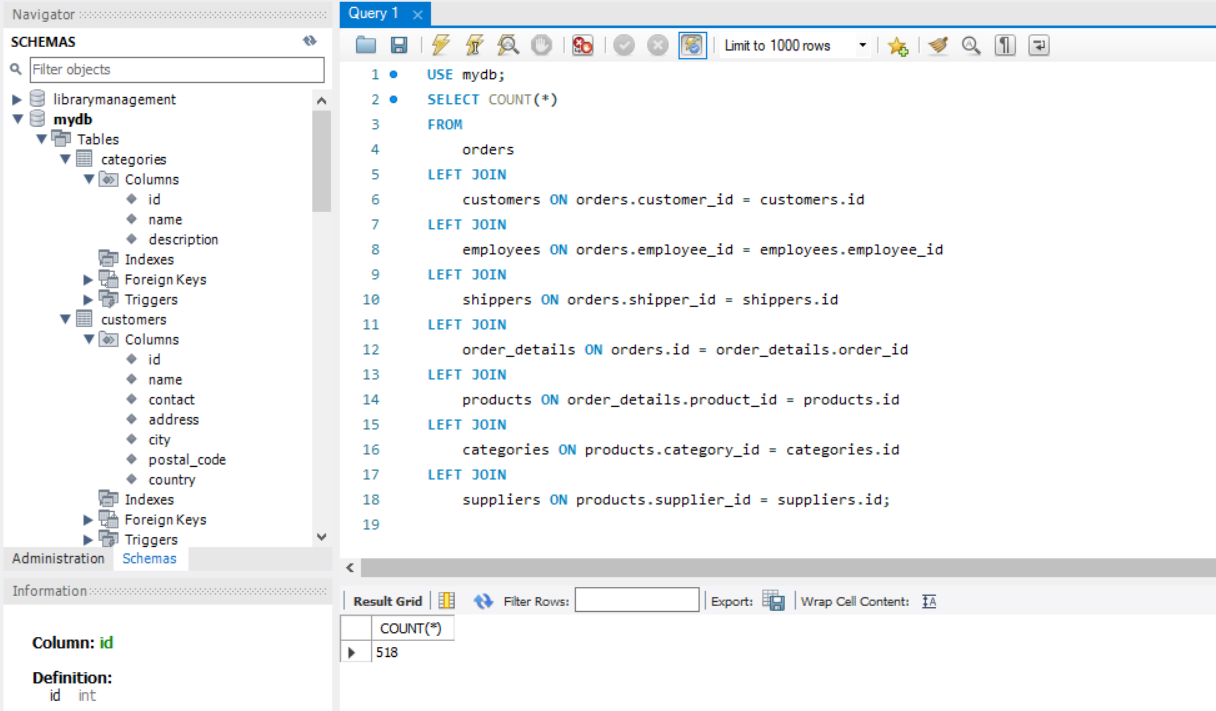 Navigator
SCHEMAS
Filter objects
librarymanagement
mydb
Tables
categories
Columns
id
name
description
Indexes
Foreign Keys
Triggers
customers
Columns
id
name
contact
address
city
postal_code
country
Indexes
Foreign Keys
Triggers
Administration Schemas
Information
Column: id
Definition:
id int
Query 1 ×
Limit to 1000 rows
1 USE mydb;
2 SELECT COUNT(*)
3 FROM
4 orders
5 LEFT JOIN
6 customers ON orders.customer_id = customers.id
7 LEFT JOIN
8 employees ON orders.employee_id = employees.employee_id
9 LEFT JOIN
10 shippers ON orders.shipper_id = shippers.id
11 LEFT JOIN
12 order_details ON orders.id = order_details.order_id
13 LEFT JOIN
14 products ON order_details.product_id = products.id
15 LEFT JOIN
16 categories ON products.category_id = categories.id
17 LEFT JOIN
18 suppliers ON products.supplier_id = suppliers.id;
19
Result Grid Filter Rows: Export: Wrap Cell Content: IA
COUNT(*)
518